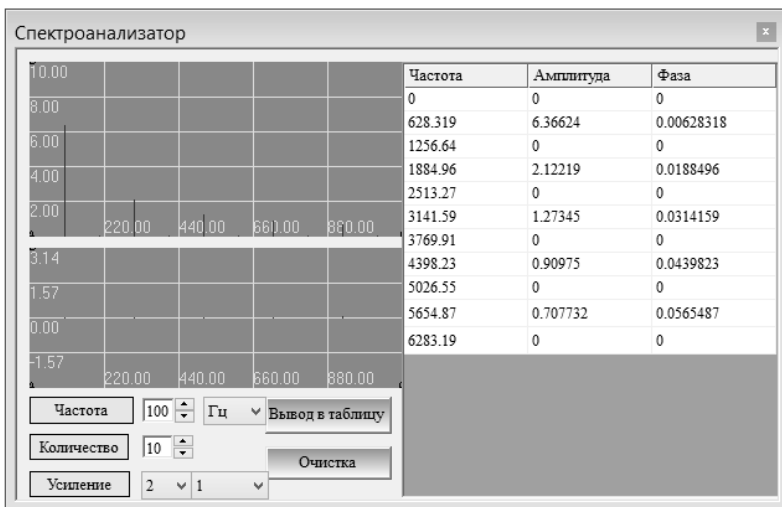 Спектроанализатор
x
10.00
8.00
6.00
4.00
2.00
220.00 440.00 660.00 880.00
3.14
1.57
0.00
-1.57
220.00 440.00 660.00 880.00
Частота 100 Гц Вывод в таблицу
Количество 10
Очистка
Усиление 2 1
Частота Амплитуда Фаза
0 0 0
628.319 6.36624 0.00628318
1256.64 0 0
1884.96 2.12219 0.0188496
2513.27 0 0
3141.59 1.27345 0.0314159
3769.91 0 0
4398.23 0.90975 0.0439823
5026.55 0 0
5654.87 0.707732 0.0565487
6283.19 0 0